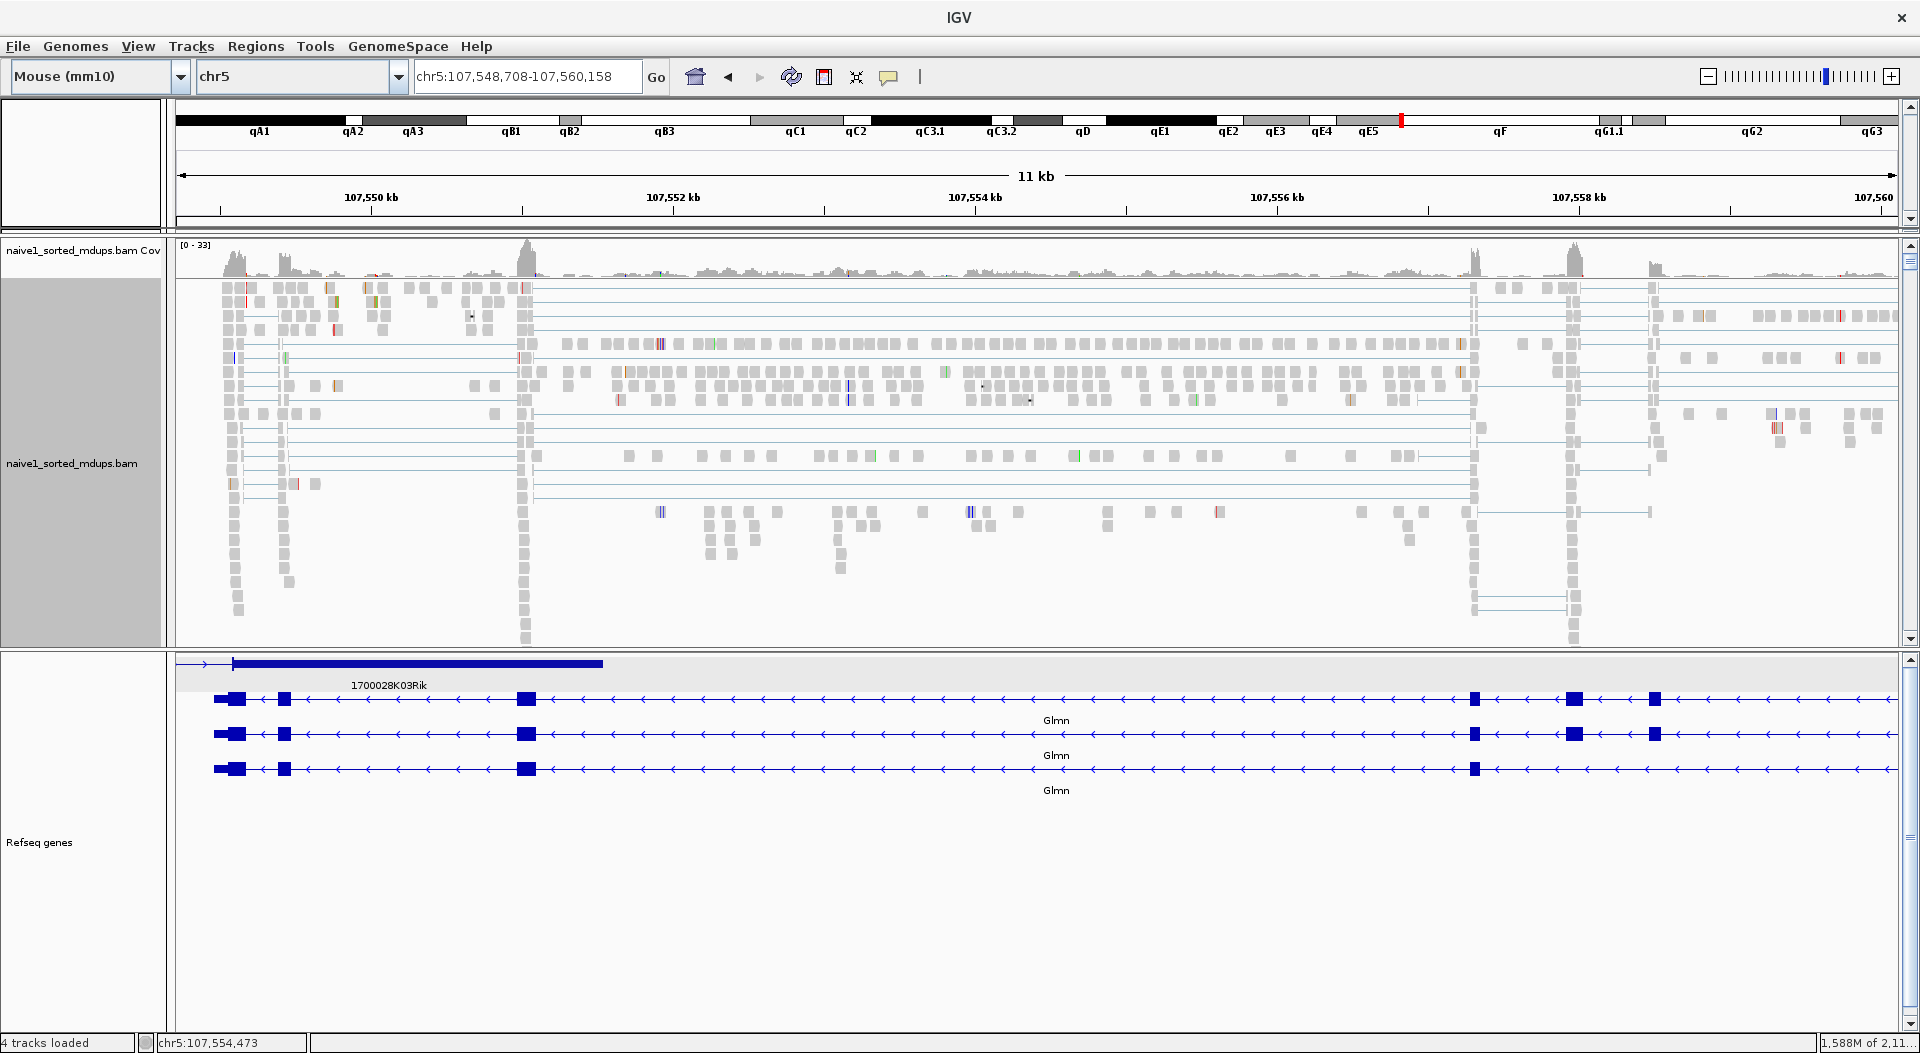 IGV
File Genomes View Tracks Regions Tools GenomeSpace Help
Mouse (mm10) chr5 chr5:107,548,708-107,560,158 Go
qA1 qA2 qA3 qB1 qB2 qB3 qC1 qC2 qC3.1 qC3.2 qD qE1 qE2 qE3 qE4 qE5 qF qG1.1 qG2 qG3
11 kb
107,550 kb 107,552 kb 107,554 kb 107,556 kb 107,558 kb 107,560
naive1_sorted_mdups.bam Cov [0 - 33]
naive1_sorted_mdups.bam
1700028K03Rik
Glmn
Glmn
Glmn
Refseq genes
4 tracks loaded chr5:107,554,473 1,588M of 2,11...